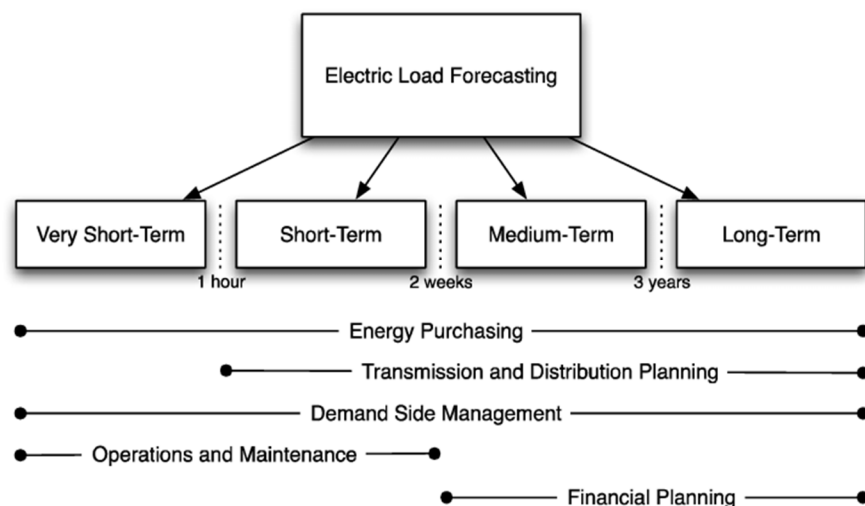 Electric Load Forecasting
Very Short-Term
Short-Term
Medium-Term
Long-Term
1 hour
2 weeks
3 years
Energy Purchasing
Transmission and Distribution Planning
Demand Side Management
Operations and Maintenance
Financial Planning